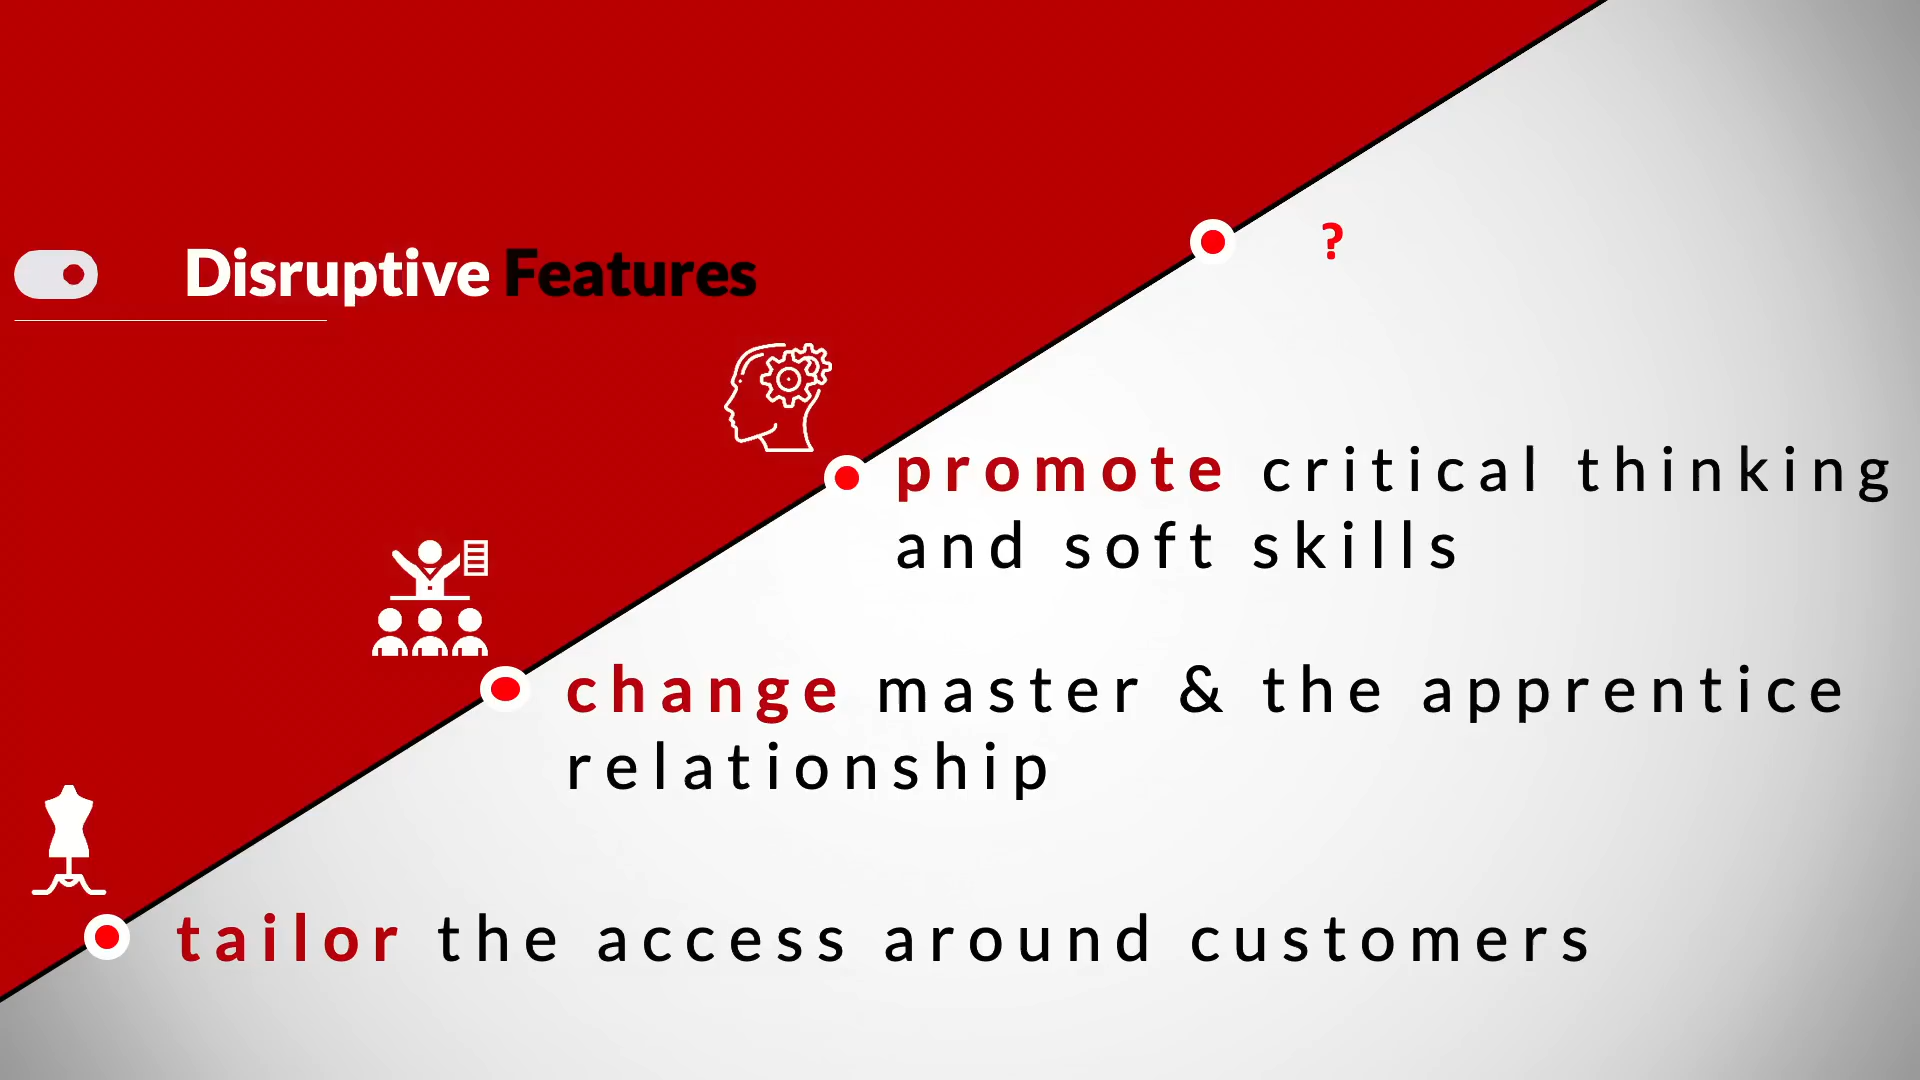 Disruptive Features
?
promote critical thinking
and soft skills
change master & the apprentice
relationship
tailor the access around customers